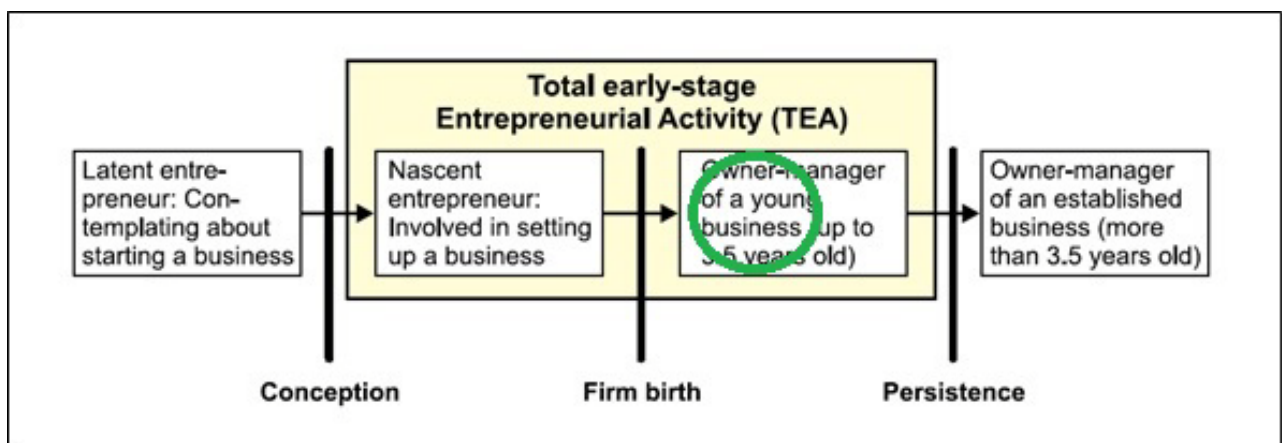 Total early-stage
Entrepreneurial Activity (TEA)
Latent entre-
preneur: Con-
templating about
starting a business
Nascent
entrepreneur:
Involved in setting
up a business
Owner-manager
of a young
business (up to
3.5 years old)
Owner-manager
of an established
business (more
than 3.5 years old)
Conception
Firm birth
Persistence